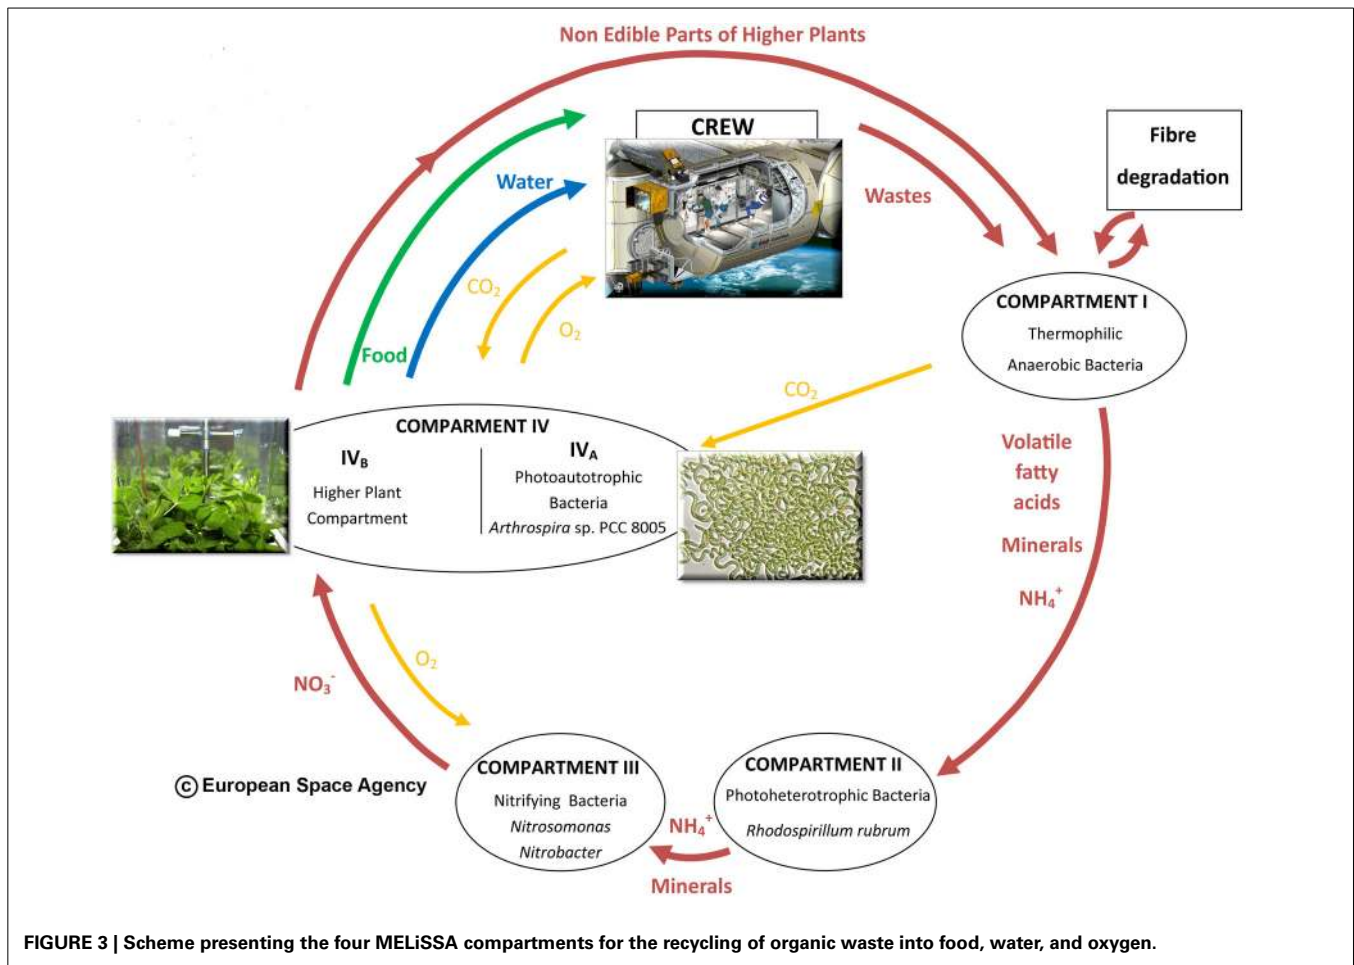 Non Edible Parts of Higher Plants
CREW
Fibre
degradation
Water
Wastes
CO₂
O₂
Food
COMPARTMENT I
Thermophilic
Anaerobic Bacteria
CO₂
COMPARMENT IV
IV_B
Higher Plant
Compartment
IV_A
Photoautotrophic
Bacteria
Arthrospira sp. PCC 8005
Volatile
fatty
acids
Minerals
NH₄⁺
O₂
NO₃⁻
© European Space Agency
COMPARTMENT III
Nitrifying Bacteria
Nitrosomonas
Nitrobacter
COMPARTMENT II
Photoheterotrophic Bacteria
Rhodospirillum rubrum
NH₄⁺
Minerals
FIGURE 3 | Scheme presenting the four MELiSSA compartments for the recycling of organic waste into food, water, and oxygen.